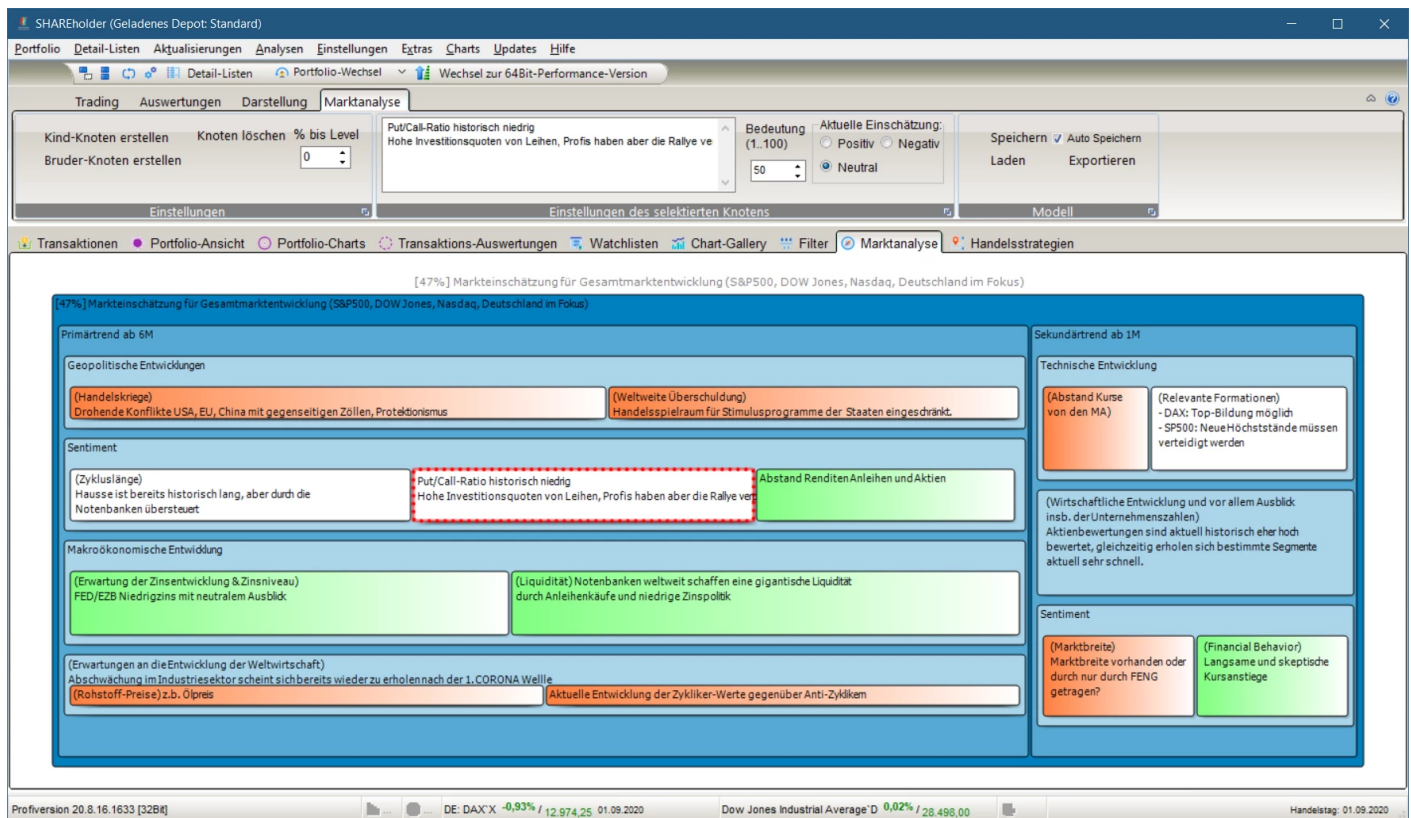 SHAREholder (Geladenes Depot: Standard)
Portfolio Detail-Listen Aktualisierungen Analysen Einstellungen Extras Charts Updates Hilfe
Detail-Listen Portfolio-Wechsel Wechsel zur 64Bit-Performance-Version
Trading Auswertungen Darstellung Marktanalyse
Kind-Knoten erstellen Knoten löschen % bis Level
Bruder-Knoten erstellen 0
Einstellungen
Put/Call-Ratio historisch niedrig
Hohe Investitionsquoten von Leihen, Profis haben aber die Rallye ve
Bedeutung
(1..100)
50
Aktuelle Einschätzung:
Positiv Negativ
Neutral
Einstellungen des selektierten Knotens
Speichern Auto Speichern
Laden Exportieren
Modell
Transaktionen Portfolio-Ansicht Portfolio-Charts Transaktions-Auswertungen Watchlisten Chart-Gallery Filter Marktanalyse Handelsstrategien
[47%] Markteinschätzung für Gesamtmarktentwicklung (S&P500, DOW Jones, Nasdaq, Deutschland im Fokus)
[47%] Markteinschätzung für Gesamtmarktentwicklung (S&P500, DOW Jones, Nasdaq, Deutschland im Fokus)
Primärtrend ab 6M
Geopolitische Entwicklungen
(Handelskriege)
Drohende Konflikte USA, EU, China mit gegenseitigen Zöllen, Protektionismus
(Weltweite Überschuldung)
Handelsspielraum für Stimulusprogramme der Staaten eingeschränkt.
Sentiment
(Zykluslänge)
Hausse ist bereits historisch lang, aber durch die
Notenbanken übersteuert
Put/Call-Ratio historisch niedrig
Hohe Investitionsquoten von Leihen, Profis haben aber die Rallye ver
Abstand Renditen Anleihen und Aktien
Makroökonomische Entwicklung
(Erwartung der Zinsentwicklung & Zinsniveau)
FED/EZB Niedrigzins mit neutralem Ausblick
(Liquidität) Notenbanken weltweit schaffen eine gigantische Liquidität
durch Anleihenkäufe und niedrige Zinspolitik
(Erwartungen an die Entwicklung der Weltwirtschaft)
Abschwächung im Industriesektor scheint sich bereits wieder zu erholen nach der 1. CORONA Wellle
(Rohstoff-Preise) z.b. Ölpreis
Aktuelle Entwicklung der Zykliker-Werte gegenüber Anti-Zyklikern
Sekundärtrend ab 1M
Technische Entwicklung
(Abstand Kurse
von den MA)
(Relevante Formationen)
- DAX: Top-Bildung möglich
- SP500: Neue Höchststände müssen
verteidigt werden
(Wirtschaftliche Entwicklung und vor allem Ausblick
insb. der Unternehmenszahlen)
Aktienbewertungen sind aktuell historisch eher hoch
bewertet, gleichzeitig erholen sich bestimmte Segmente
aktuell sehr schnell.
Sentiment
(Marktbreite)
Marktbreite vorhanden oder
durch nur durch FENG
getragen?
(Financial Behavior)
Langsame und skeptische
Kursanstiege
Profiversion 20.8.16.1633 [32Bit] ... ... DE: DAX°X -0,93% / 12.974,25 01.09.2020 Dow Jones Industrial Average°D 0,02% / 28.498,00 Handelstag: 01.09.2020